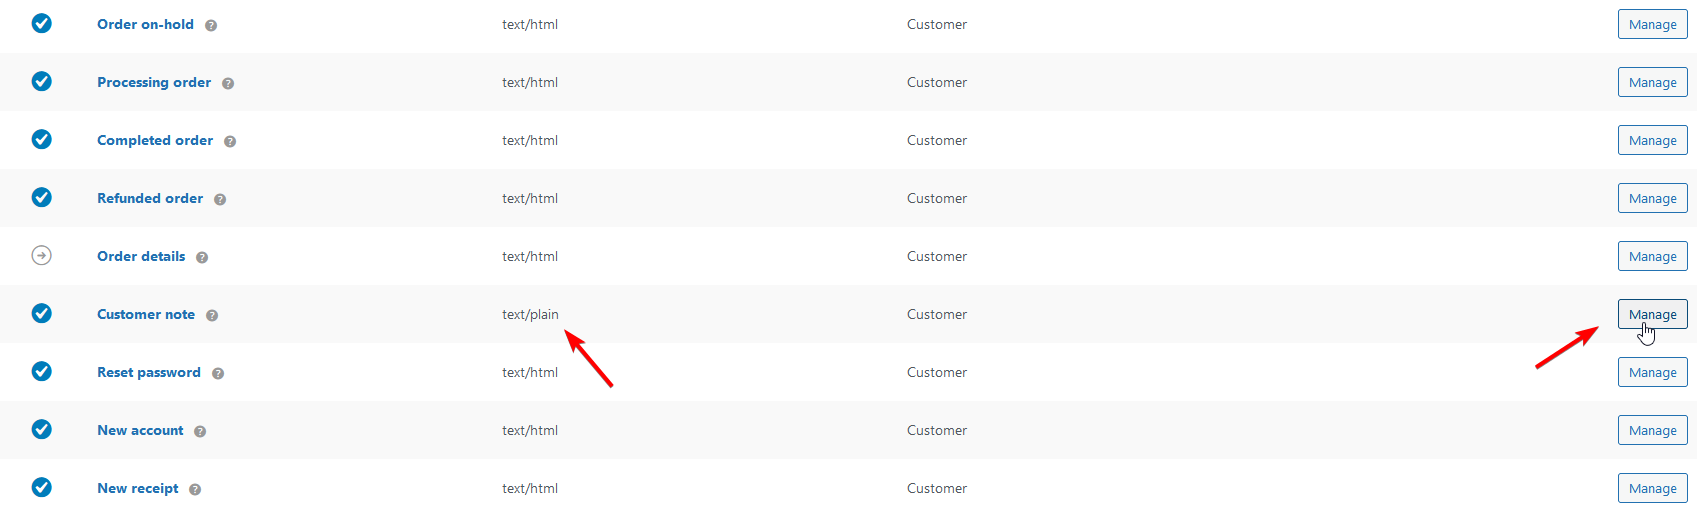 Order on-hold ? text/html Customer Manage
Processing order ? text/html Customer Manage
Completed order ? text/html Customer Manage
Refunded order ? text/html Customer Manage
Order details ? text/html Customer Manage
Customer note ? text/plain Customer Manage
Reset password ? text/html Customer Manage
New account ? text/html Customer Manage
New receipt ? text/html Customer Manage